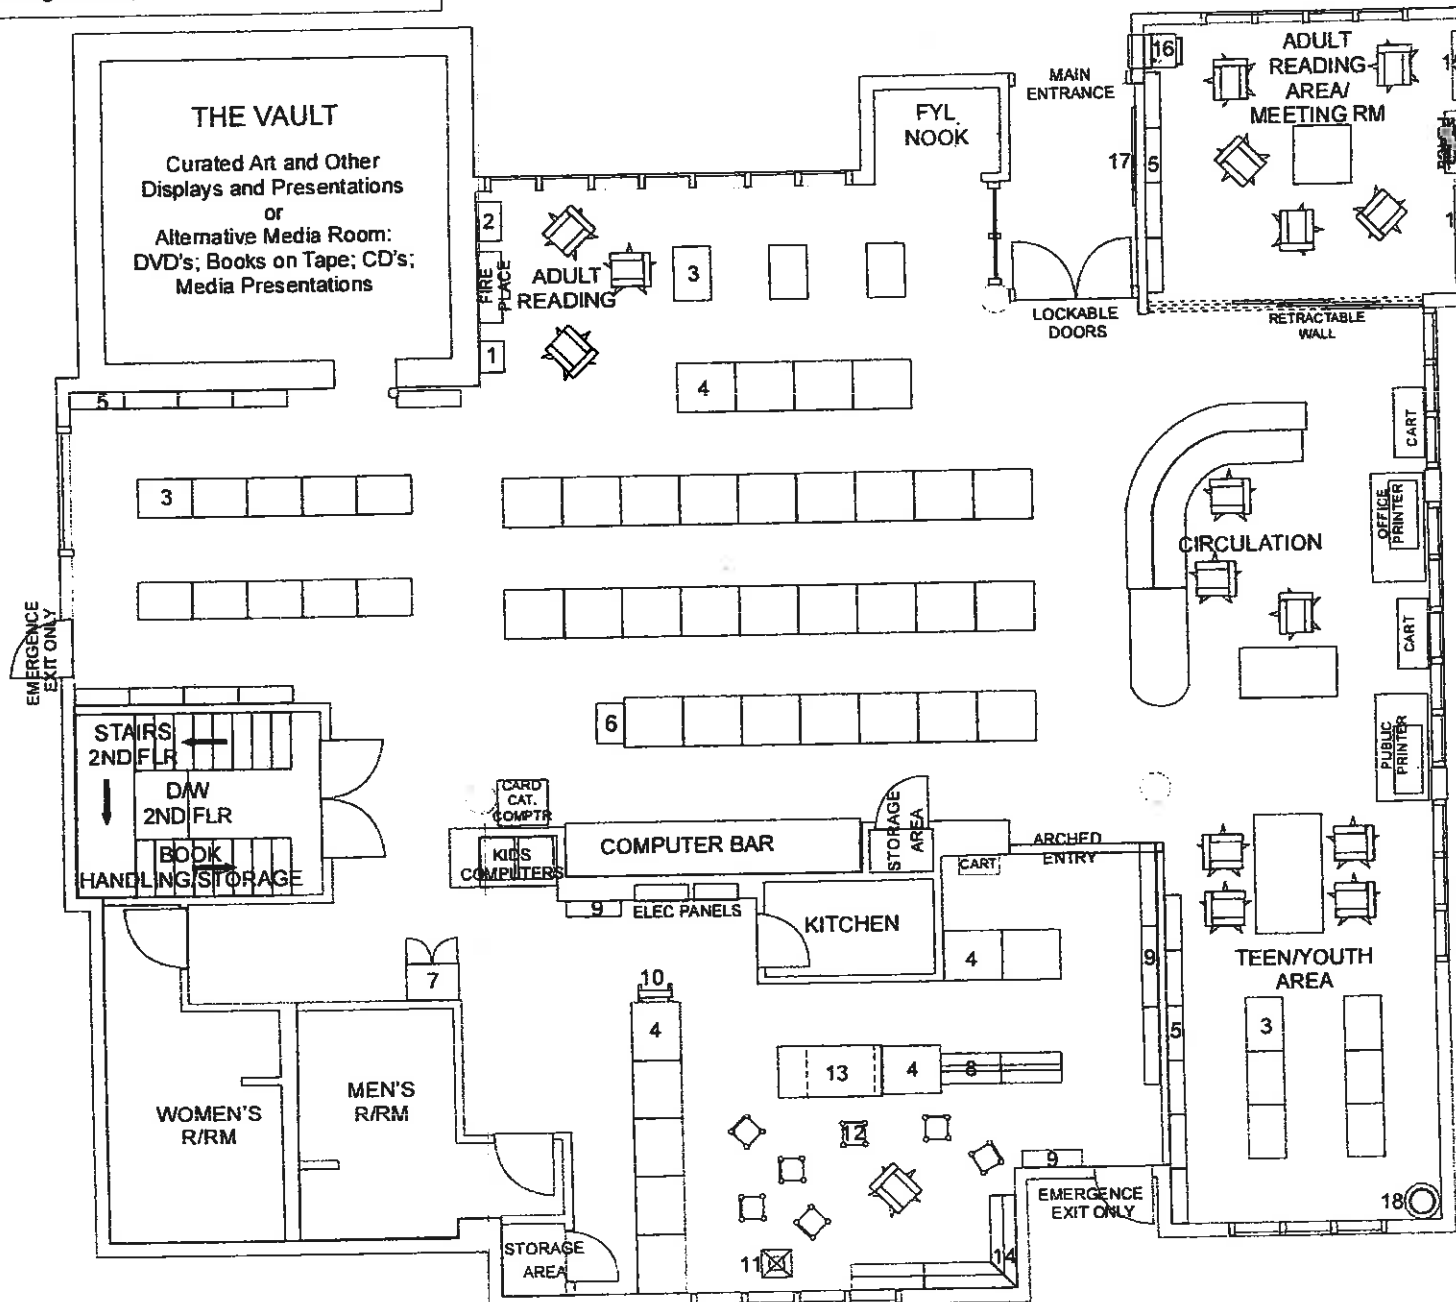 THE VAULT
Curated Art and Other
Displays and Presentations
or
Alternative Media Room:
DVD's; Books on Tape; CD's;
Media Presentations
5
FYL
NOOK
MAIN
ENTRANCE
17
16
5
ADULT
READING
AREA/
MEETING RM
LOCKABLE
DOORS
RETRACTABLE
WALL
2
FIRE
PLACE
1
ADULT
READING
3
4
3
CART
OFFICE
PRINTER
CIRCULATION
CART
PUBLIC
PRINTER
EMERGENCE
EXIT ONLY
6
STAIRS
2ND FLR
D/W
2ND FLR
BOOK
HANDLING/STORAGE
CARD
CAT.
COMPTR
KIDS
COMPUTERS
COMPUTER BAR
STORAGE
AREA
CART
ARCHED
ENTRY
9
ELEC PANELS
KITCHEN
4
9
TEEN/YOUTH
AREA
5
3
7
10
4
13
4
8
WOMEN'S
R/RM
MEN'S
R/RM
12
9
EMERGENCE
EXIT ONLY
18
STORAGE
AREA
11
14